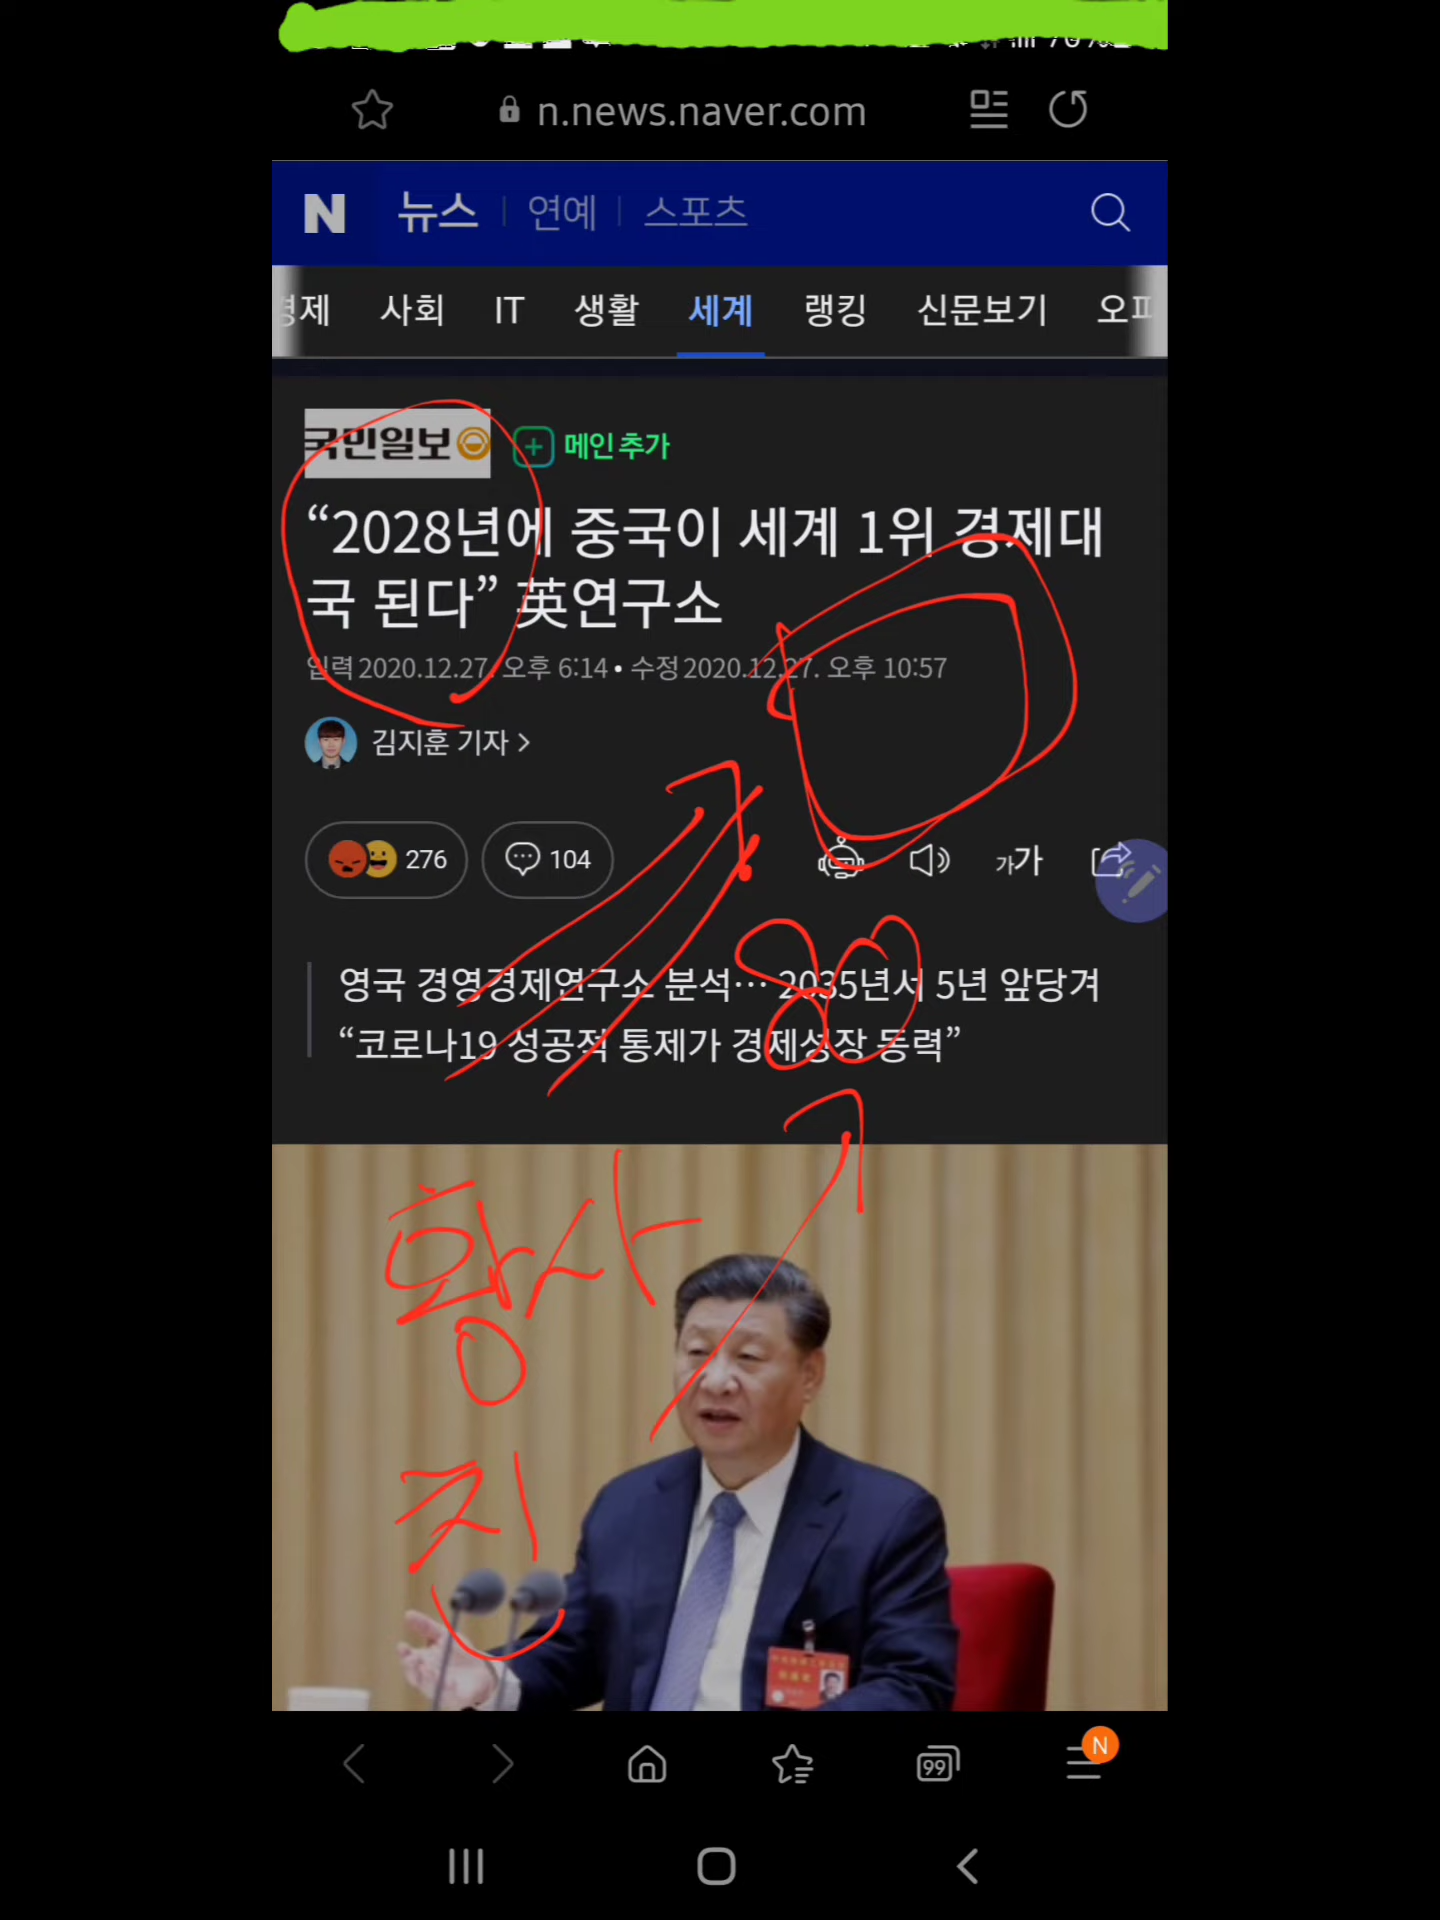 n.news.naver.com
N 뉴스 연예 스포츠
경제 사회 IT 생활 세계 랭킹 신문보기 오피
국민일보 메인 추가
“2028년에 중국이 세계 1위 경제대
국 된다” 英연구소
입력 2020.12.27. 오후 6:14 • 수정 2020.12.27. 오후 10:57
김지훈 기자
276 104 가가
80
영국 경영경제연구소 분석… 2035년서 5년 앞당겨
“코로나19 성공적 통제가 경제성장 동력”
황사
진
99 N